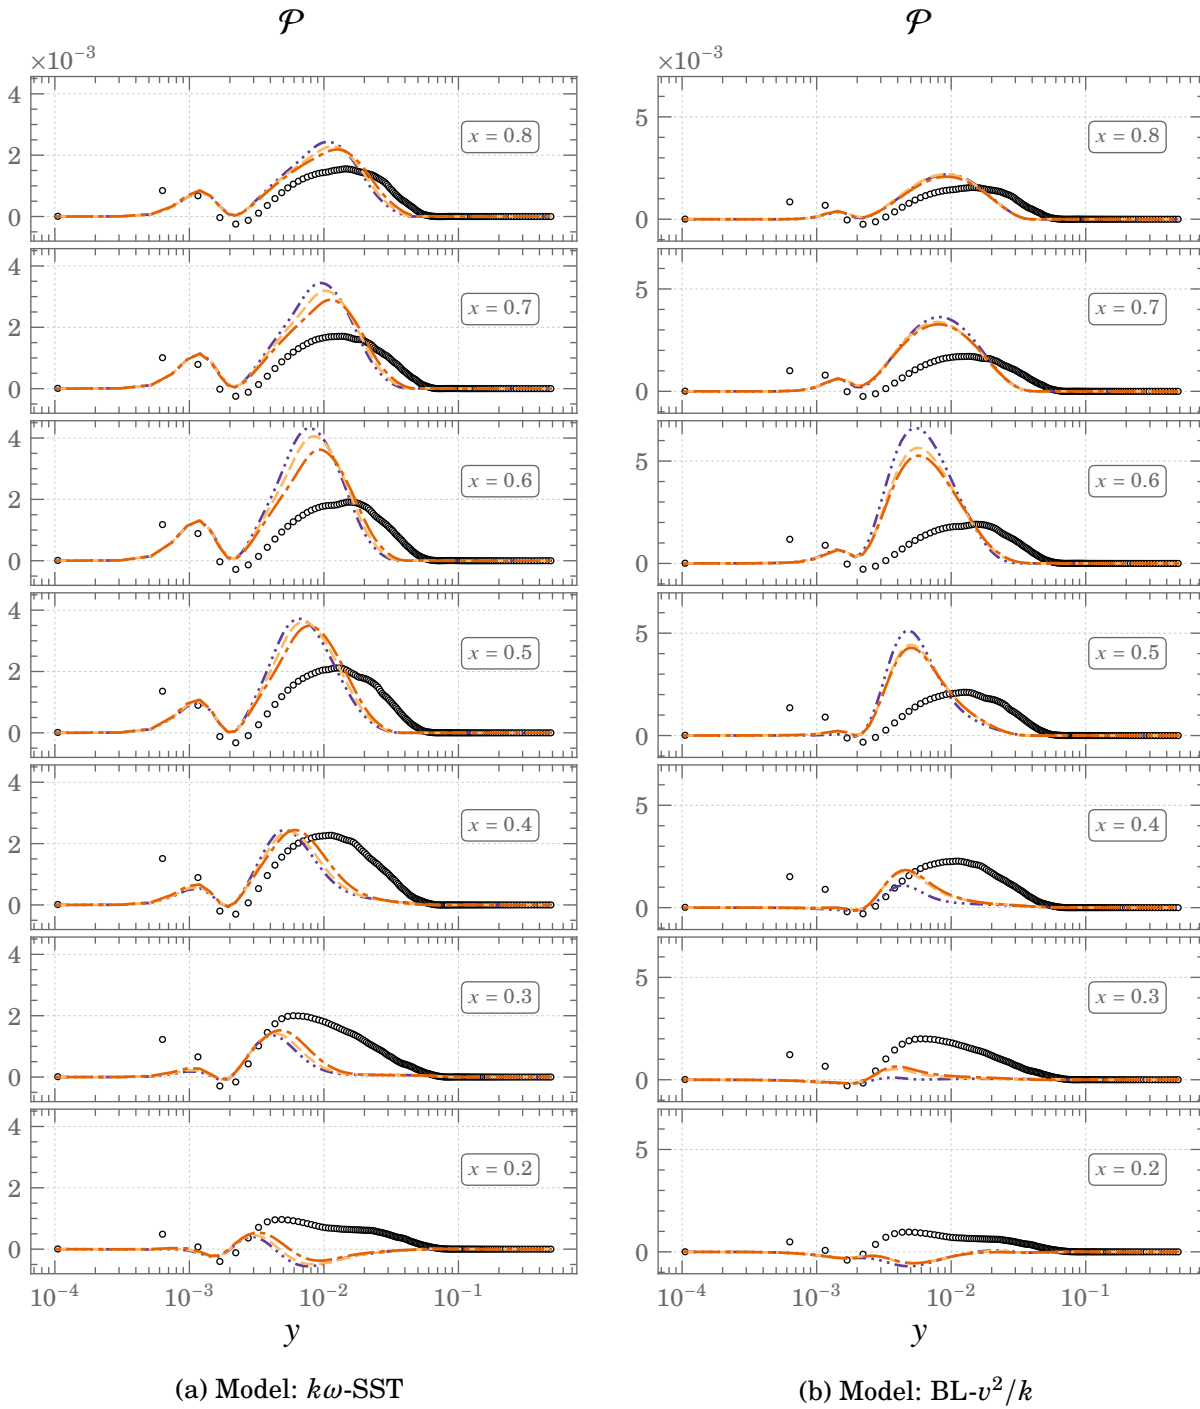 𝒫 𝒫
×10⁻³ ×10⁻³
4
2
0
x = 0.8
5
0
x = 0.8
4
2
0
x = 0.7
5
0
x = 0.7
4
2
0
x = 0.6
5
0
x = 0.6
4
2
0
x = 0.5
5
0
x = 0.5
4
2
0
x = 0.4
5
0
x = 0.4
4
2
0
x = 0.3
5
0
x = 0.3
4
2
0
x = 0.2
5
0
x = 0.2
10⁻⁴ 10⁻³ 10⁻² 10⁻¹ 10⁻⁴ 10⁻³ 10⁻² 10⁻¹
y y
(a) Model: kω-SST (b) Model: BL-v²/k